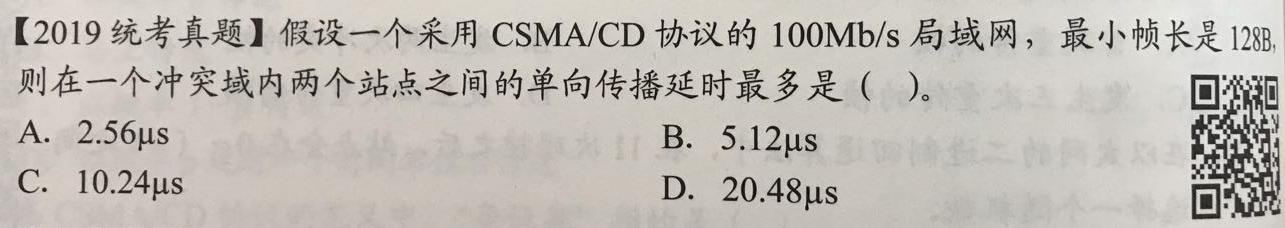 【2019 统考真题】假设一个采用 CSMA/CD 协议的 100Mb/s 局域网，最小帧长是 128B,
则在一个冲突域内两个站点之间的单向传播延时最多是（ ）。
A. 2.56μs B. 5.12μs
C. 10.24μs D. 20.48μs